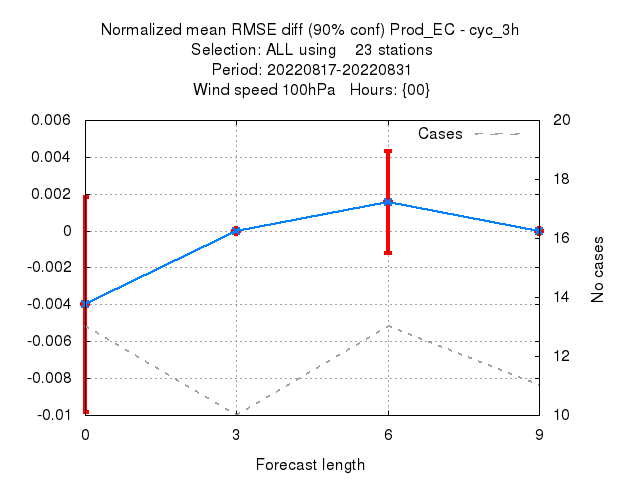 Normalized mean RMSE diff (90% conf) Prod_EC - cyc_3h
Selection: ALL using    23 stations
Period: 20220817-20220831
Wind speed 100hPa   Hours: {00}
Cases
0.006
0.004
0.002
0
-0.002
-0.004
-0.006
-0.008
-0.01
20
18
16
14
12
10
No cases
0 3 6 9
Forecast length